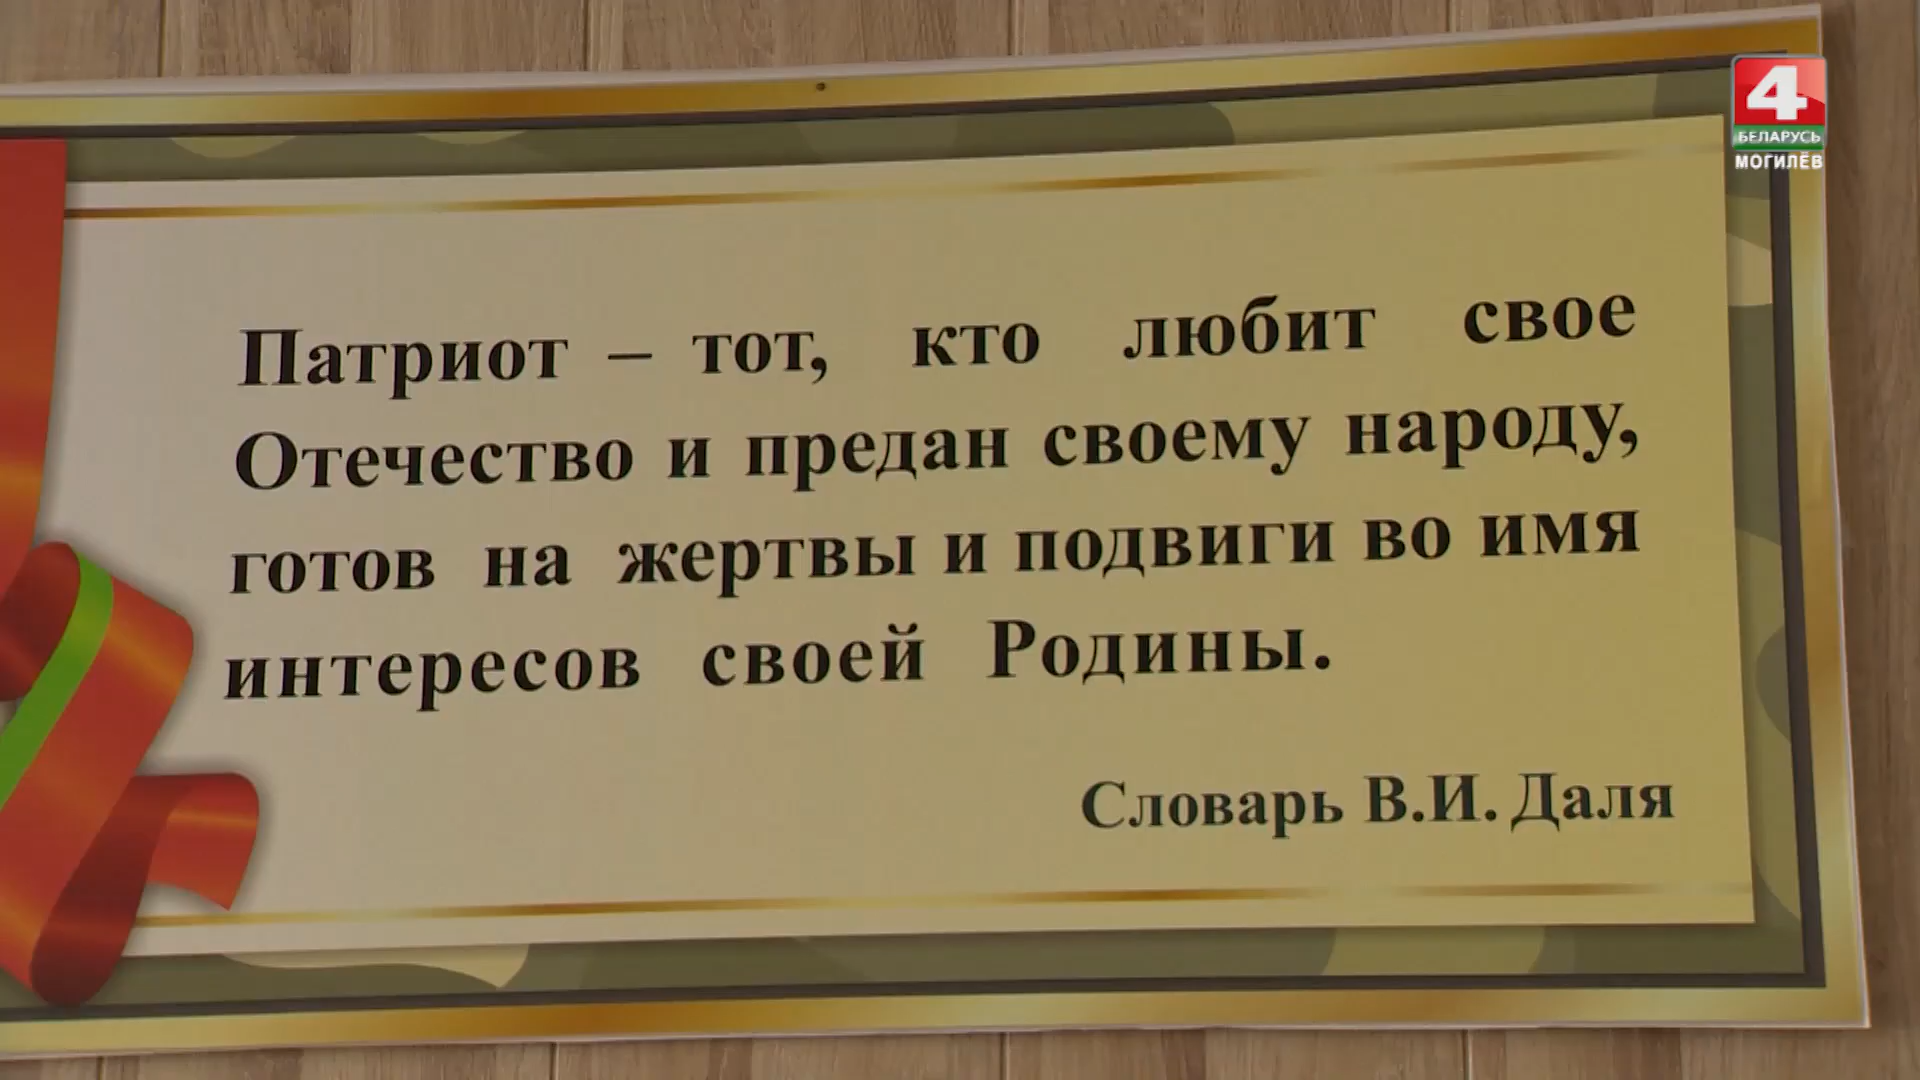 4
БЕЛАРУСЬ
МОГИЛЁВ
Патриот – тот, кто любит свое
Отечество и предан своему народу,
готов на жертвы и подвиги во имя
интересов своей Родины.
Словарь В.И. Даля